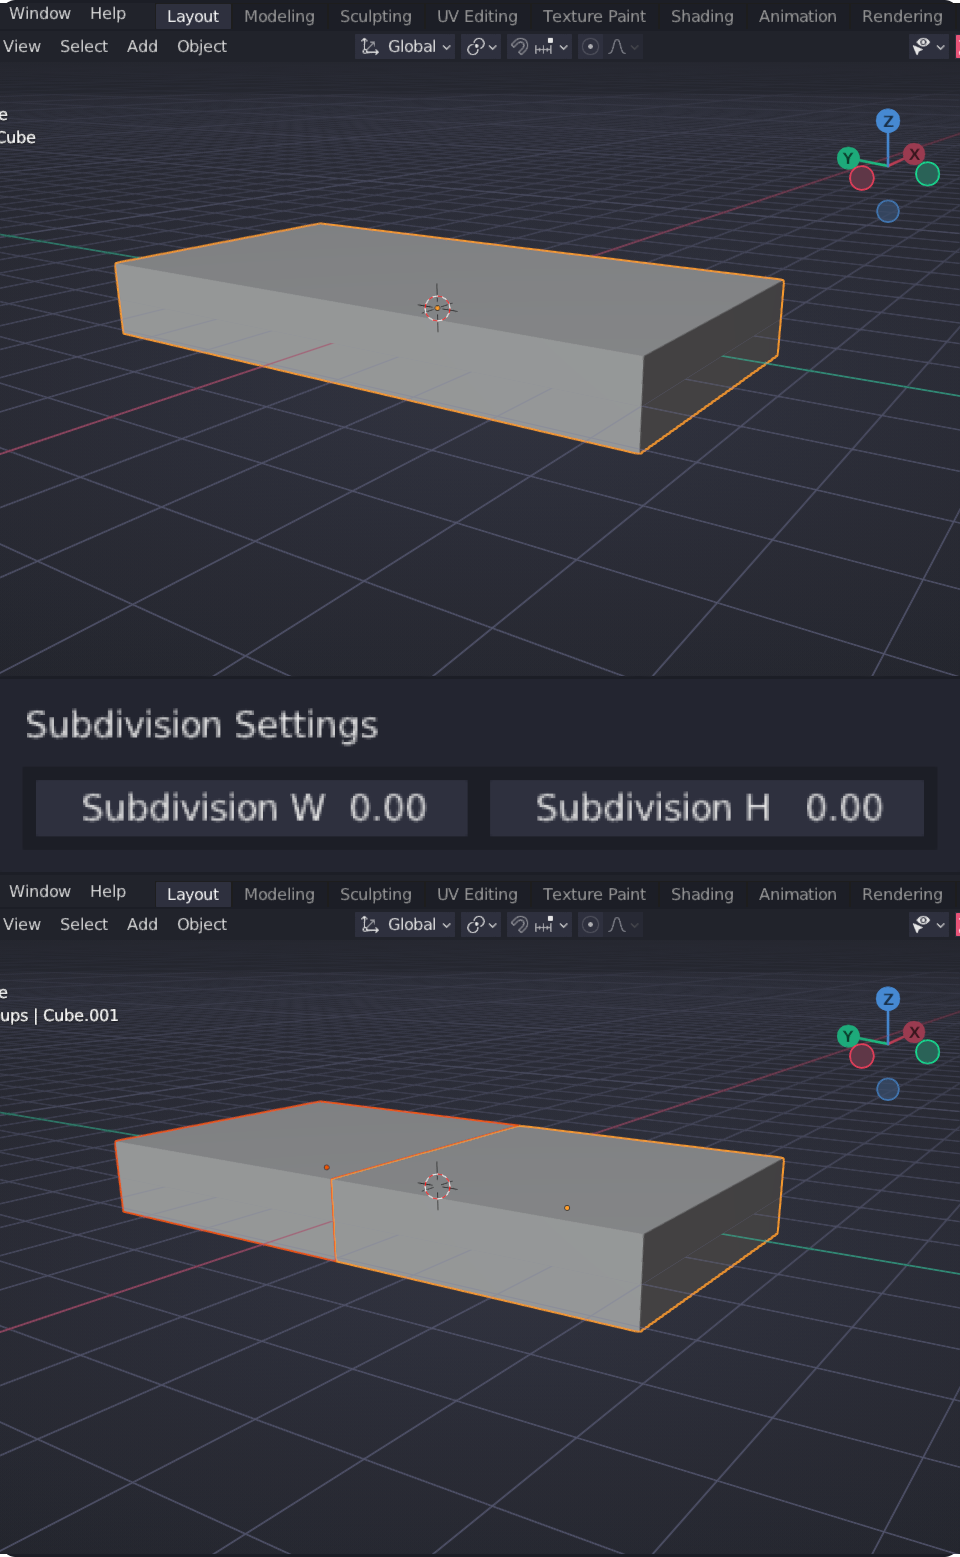 Window Help Layout Modeling Sculpting UV Editing Texture Paint Shading Animation Rendering
View Select Add Object Global
e
Cube
Z
Y X
Subdivision Settings
Subdivision W 0.00 Subdivision H 0.00
Window Help Layout Modeling Sculpting UV Editing Texture Paint Shading Animation Rendering
View Select Add Object Global
e
ups | Cube.001
Z
Y X